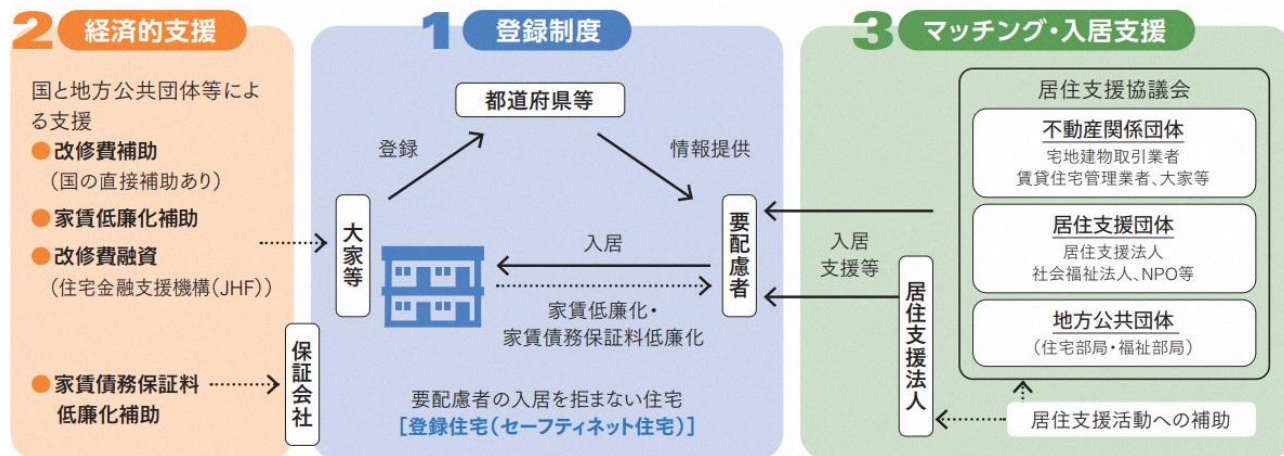 2 経済的支援
国と地方公共団体等によ
る支援
●改修費補助
（国の直接補助あり）
●家賃低廉化補助
●改修費融資
（住宅金融支援機構（JHF））
●家賃債務保証料
低廉化補助
保証会社
1 登録制度
都道府県等
登録
情報提供
大家等
要配慮者
入居
家賃低廉化・
家賃債務保証料低廉化
要配慮者の入居を拒まない住宅
［登録住宅（セーフティネット住宅）］
3 マッチング・入居支援
入居
支援等
居住支援法人
居住支援協議会
不動産関係団体
宅地建物取引業者
賃貸住宅管理業者、大家等
居住支援団体
居住支援法人
社会福祉法人、NPO等
地方公共団体
（住宅部局・福祉部局）
居住支援活動への補助